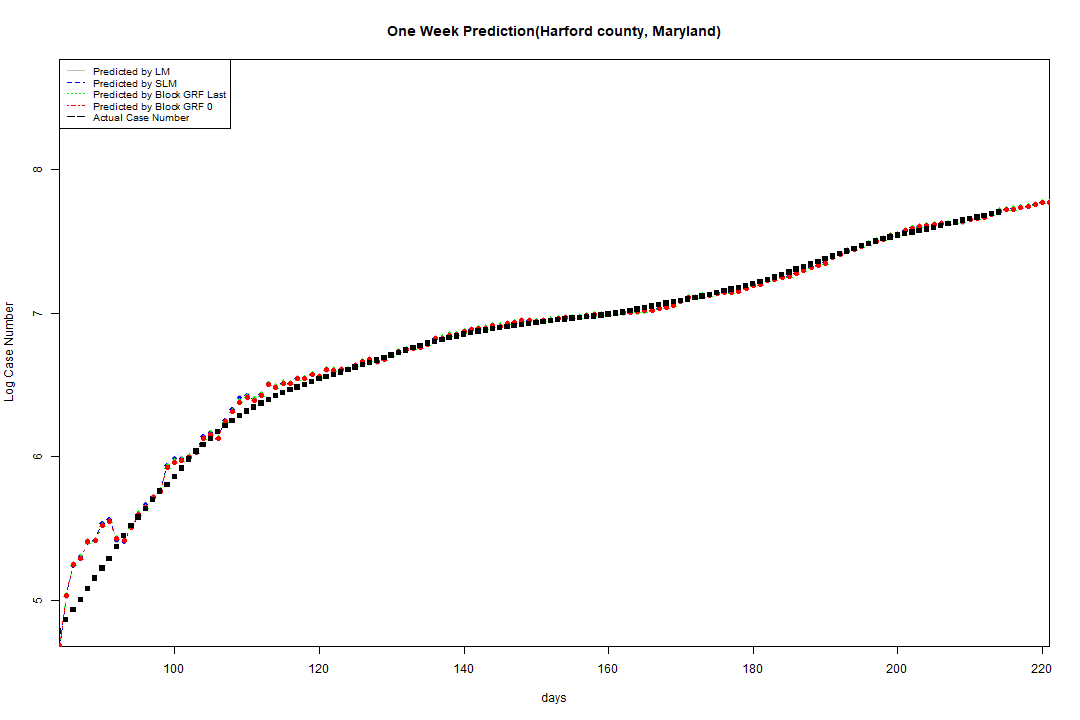 One Week Prediction(Harford county, Maryland)
Predicted by LM
Predicted by SLM
Predicted by Block GRF Last
Predicted by Block GRF 0
Actual Case Number
8
7
6
5
Log Case Number
100 120 140 160 180 200 220
days